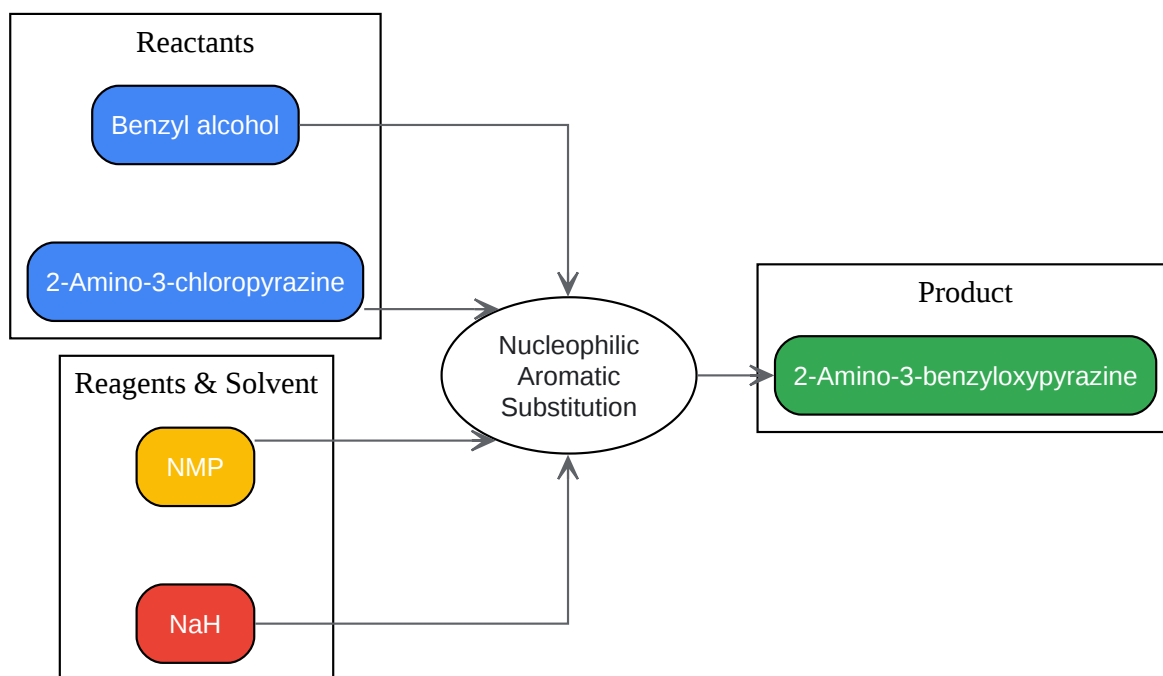 Reactants
Benzyl alcohol
2-Amino-3-chloropyrazine
Reagents & Solvent
NMP
NaH
Nucleophilic
Aromatic
Substitution
Product
2-Amino-3-benzyloxypyrazine